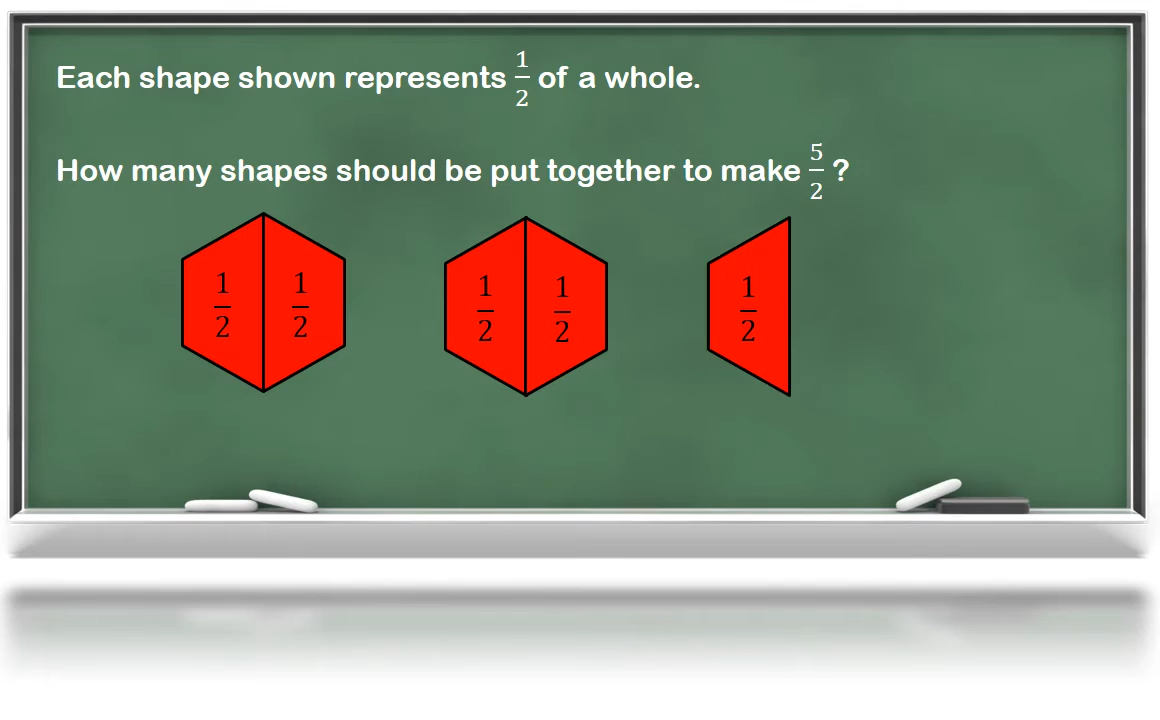 Each shape shown represents 1/2 of a whole.
How many shapes should be put together to make 5/2 ?
1/2 1/2 1/2 1/2 1/2